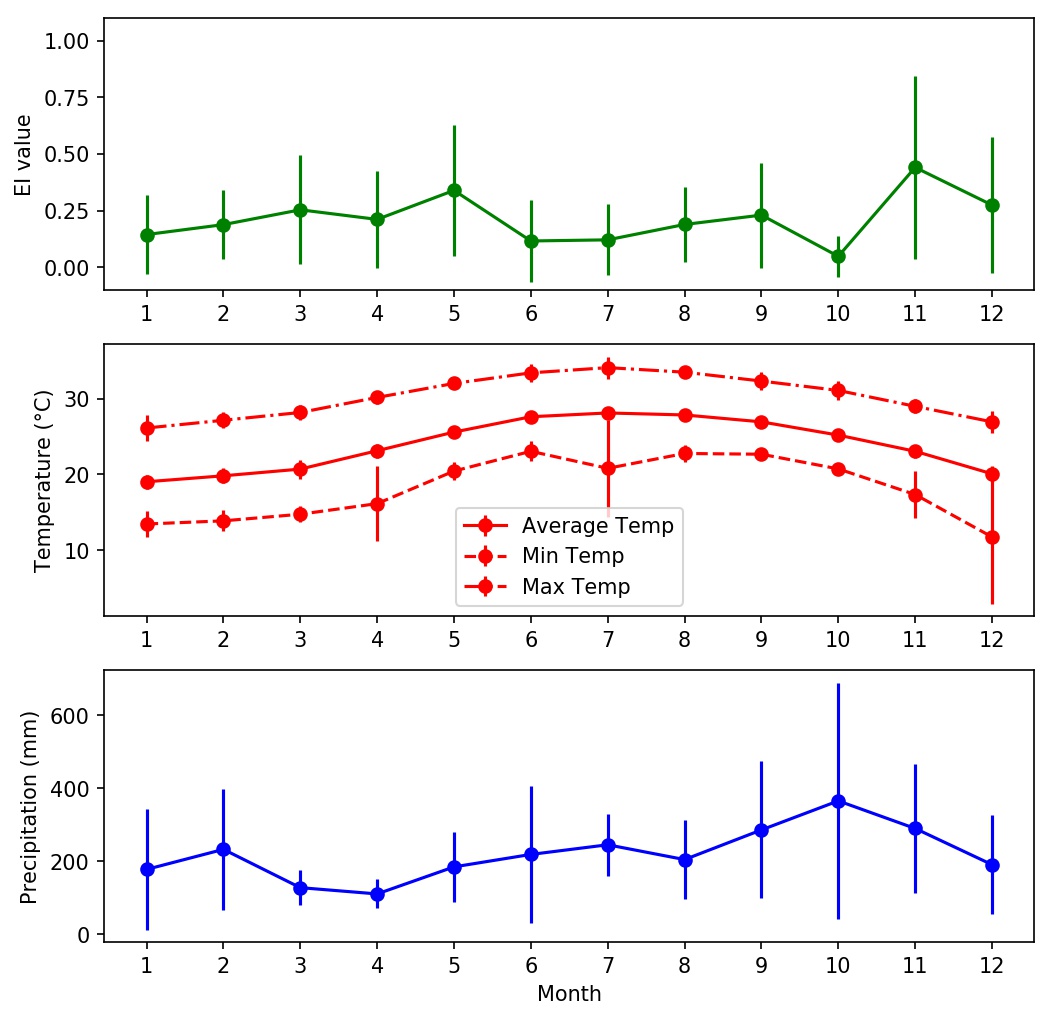 EI value
1.00
0.75
0.50
0.25
0.00
1 2 3 4 5 6 7 8 9 10 11 12
Temperature (°C)
30
20
10
Average Temp
Min Temp
Max Temp
1 2 3 4 5 6 7 8 9 10 11 12
Precipitation (mm)
600
400
200
0
1 2 3 4 5 6 7 8 9 10 11 12
Month